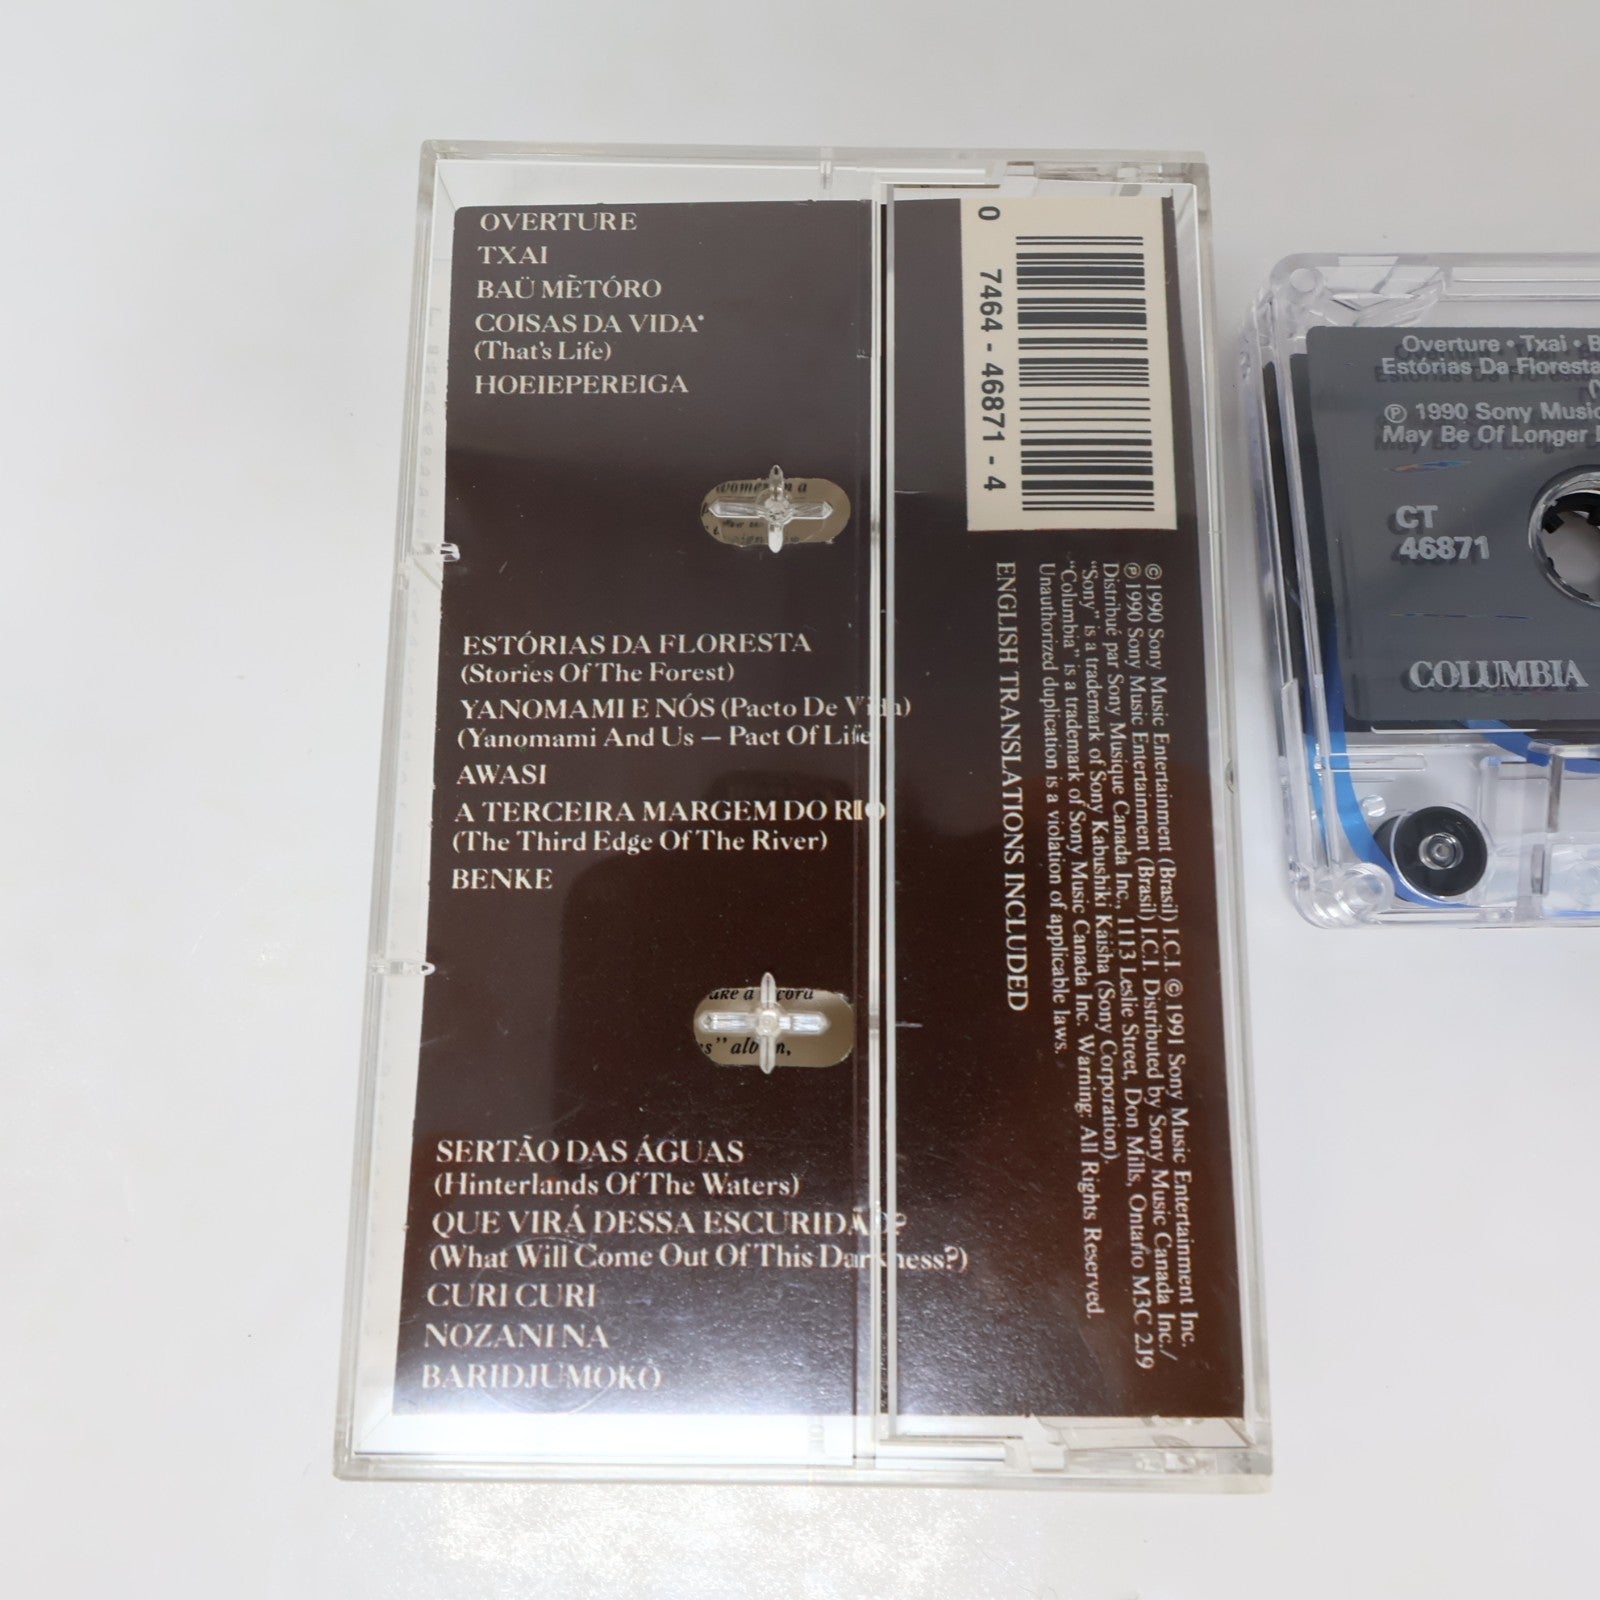 OVERTURE
TXAI
BAÜ MẼTÓRO
COISAS DA VIDA*
(That's Life)
HOEIEPEREIGA
ESTÓRIAS DA FLORESTA
(Stories Of The Forest)
YANOMAMI E NÓS (Pacto De Vida)
(Yanomami And Us — Pact Of Life
AWASI
A TERCEIRA MARGEM DO RIO
(The Third Edge Of The River)
BENKE
SERTÃO DAS ÁGUAS
(Hinterlands Of The Waters)
QUE VIRÁ DESSA ESCURIDÃO?
(What Will Come Out Of This Darkness?)
CURI CURI
NOZANI NA
BARIDJUMOKÔ
0 7464-46871-4
© 1990 Sony Music Entertainment (Brasil) I.C.I. © 1991 Sony Music Entertainment Inc.
℗ 1990 Sony Music Entertainment (Brasil) I.C.I. Distributed by Sony Music Canada Inc./
Distribué par Sony Musique Canada Inc., 1113 Leslie Street, Don Mills, Ontario M3C 2J9
"Sony" is a trademark of Sony Kabushiki Kaisha (Sony Corporation).
"Columbia" is a trademark of Sony Music Canada Inc. Warning: All Rights Reserved.
Unauthorized duplication is a violation of applicable laws.
ENGLISH TRANSLATIONS INCLUDED
Overture • Txai • B
Estórias Da Floresta
℗ 1990 Sony Music
May Be Of Longer
CT
46871
COLUMBIA